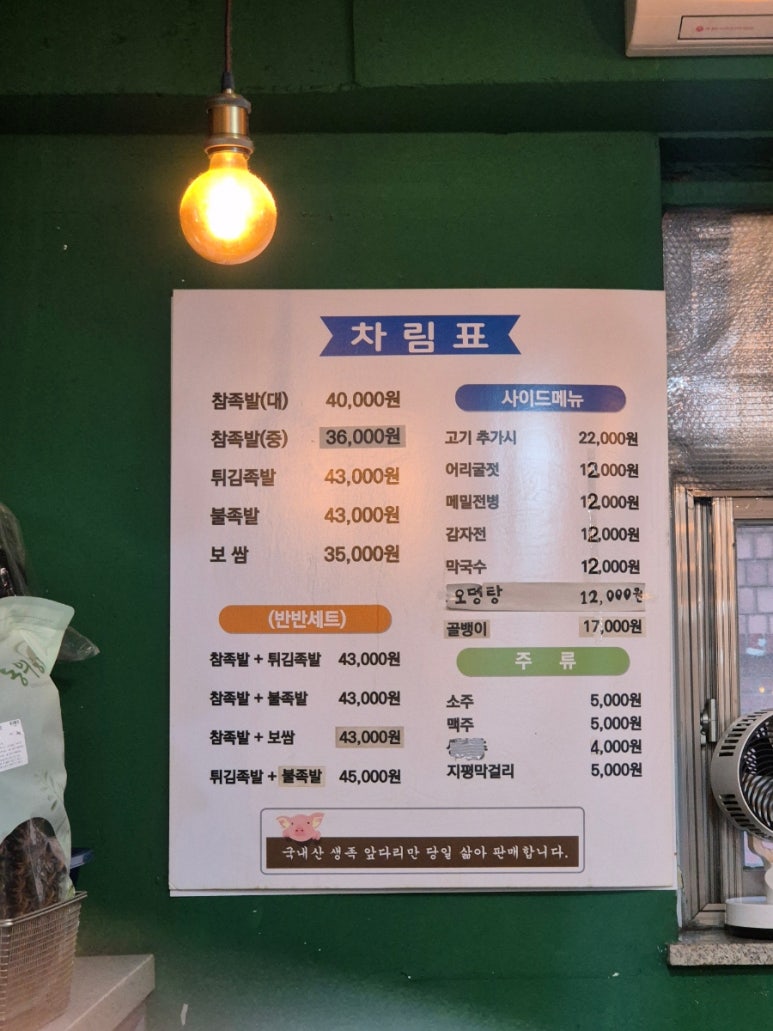 차림표
참족발(대) 40,000원
참족발(중) 36,000원
튀김족발 43,000원
불족발 43,000원
보쌈 35,000원
(반반세트)
참족발 + 튀김족발 43,000원
참족발 + 불족발 43,000원
참족발 + 보쌈 43,000원
튀김족발 + 불족발 45,000원
사이드메뉴
고기 추가시 22,000원
어리굴젓 12,000원
메밀전병 12,000원
감자전 12,000원
막국수 12,000원
오뎅탕 12,000원
골뱅이 17,000원
주류
소주 5,000원
맥주 5,000원
4,000원
지평막걸리 5,000원
국내산 생족 앞다리만 당일 삶아 판매합니다.